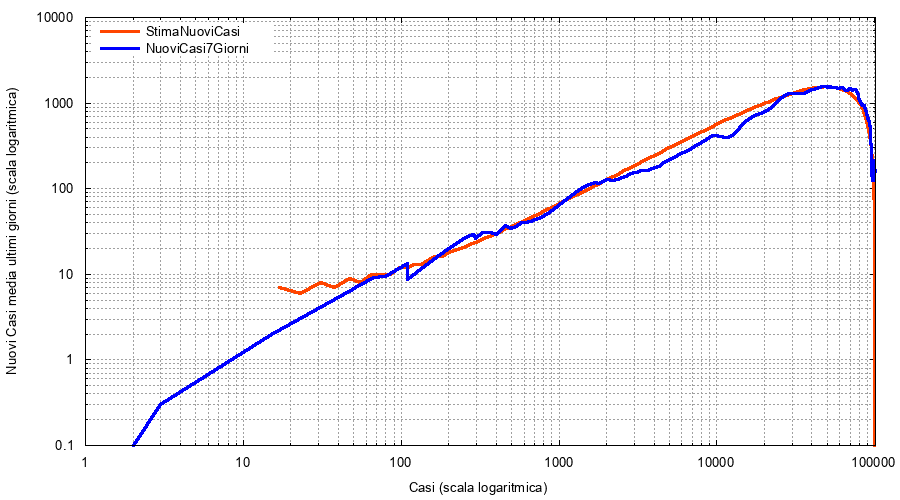 10000
1000
100
10
1
0.1
StimaNuoviCasi
NuoviCasi7Giorni
Nuovi Casi media ultimi giorni (scala logaritmica)
1 10 100 1000 10000 100000
Casi (scala logaritmica)